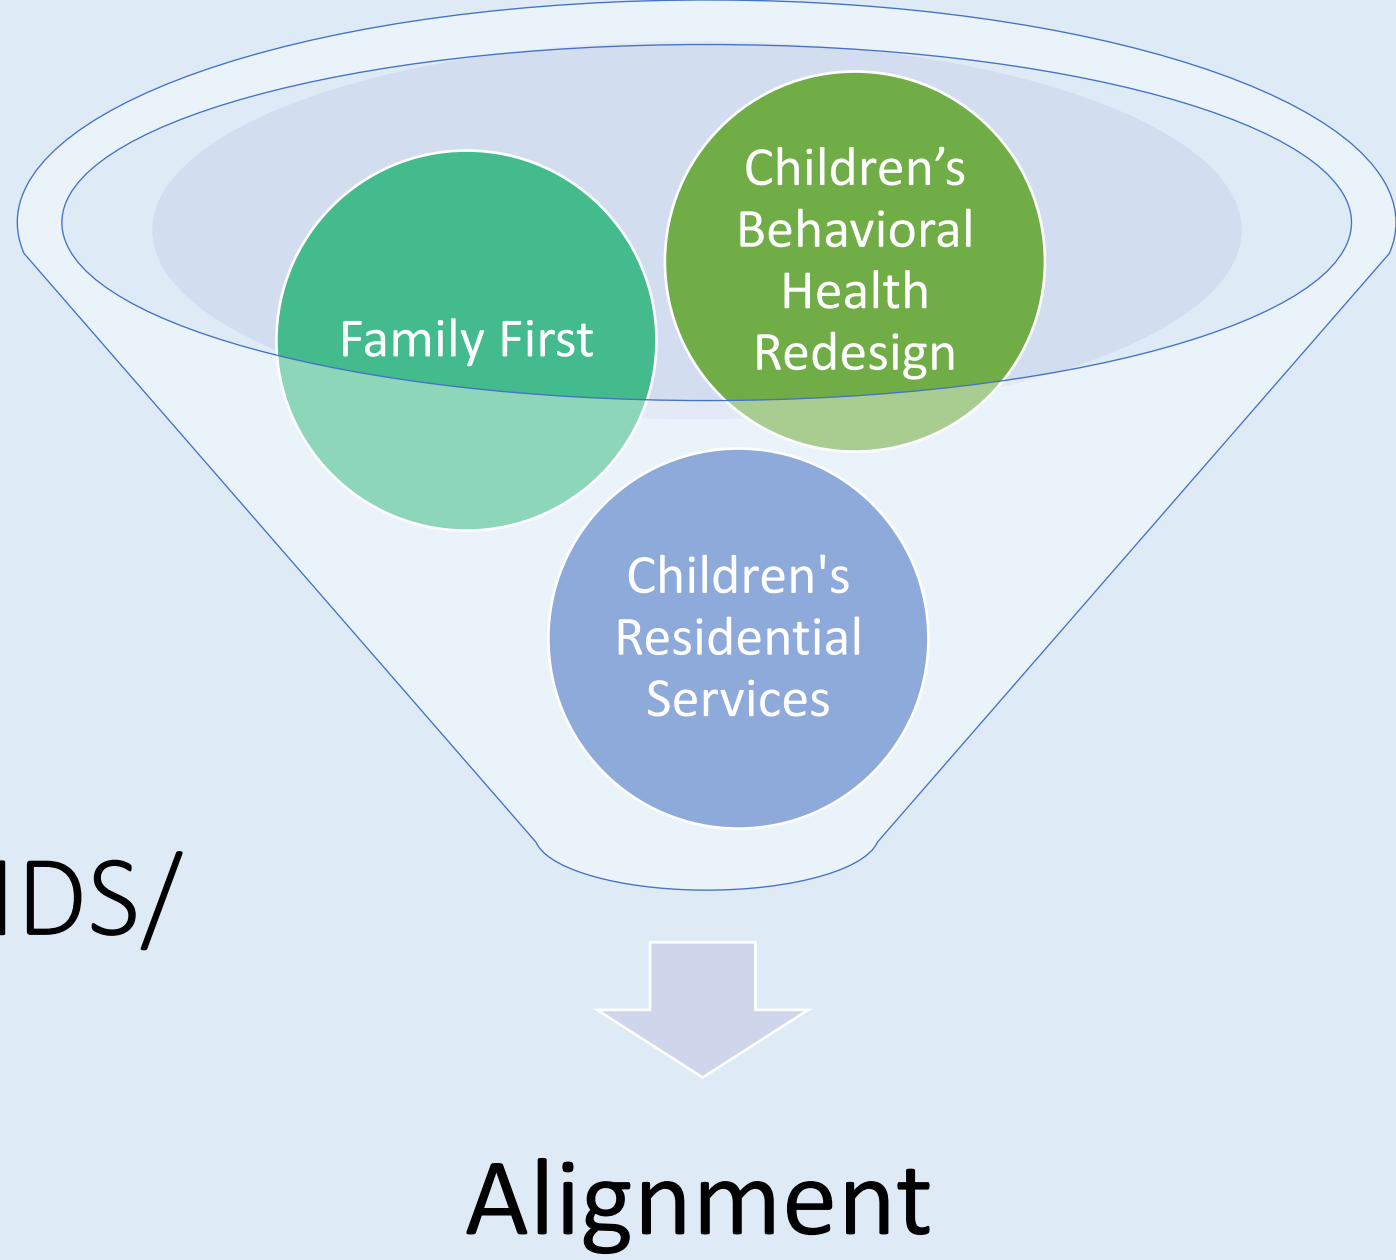 Children’s
Behavioral
Health
Redesign
Family First
Children's
Residential
Services
IDS/
Alignment